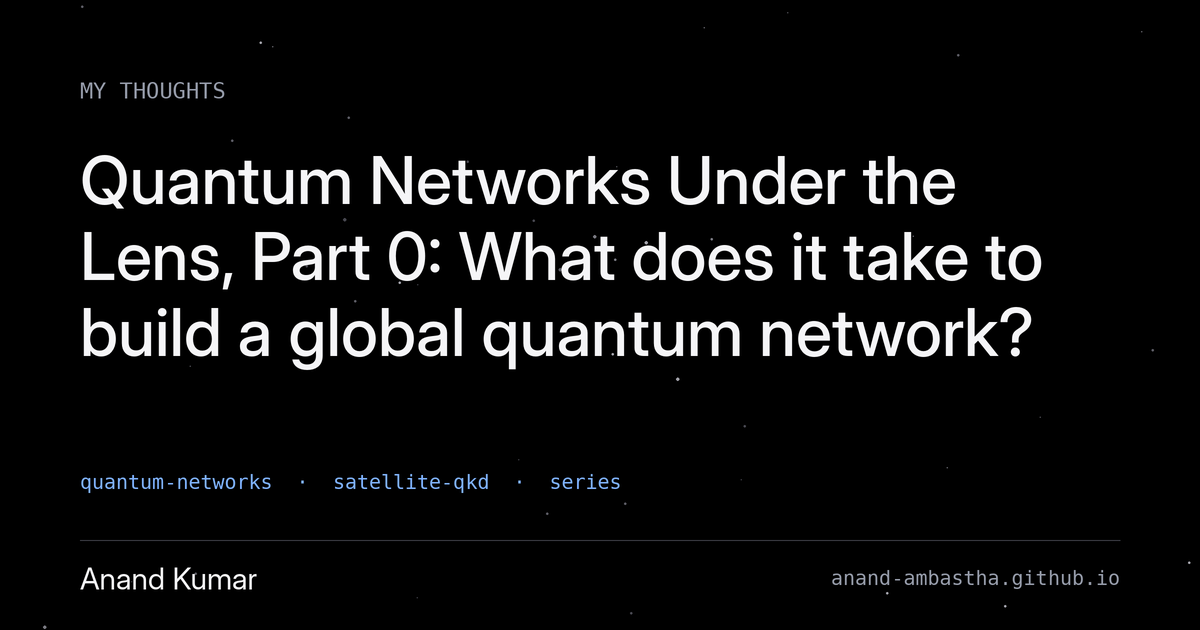 MY THOUGHTS
Quantum Networks Under the
Lens, Part 0: What does it take to
build a global quantum network?
quantum-networks · satellite-qkd · series
Anand Kumar
anand-ambastha.github.io